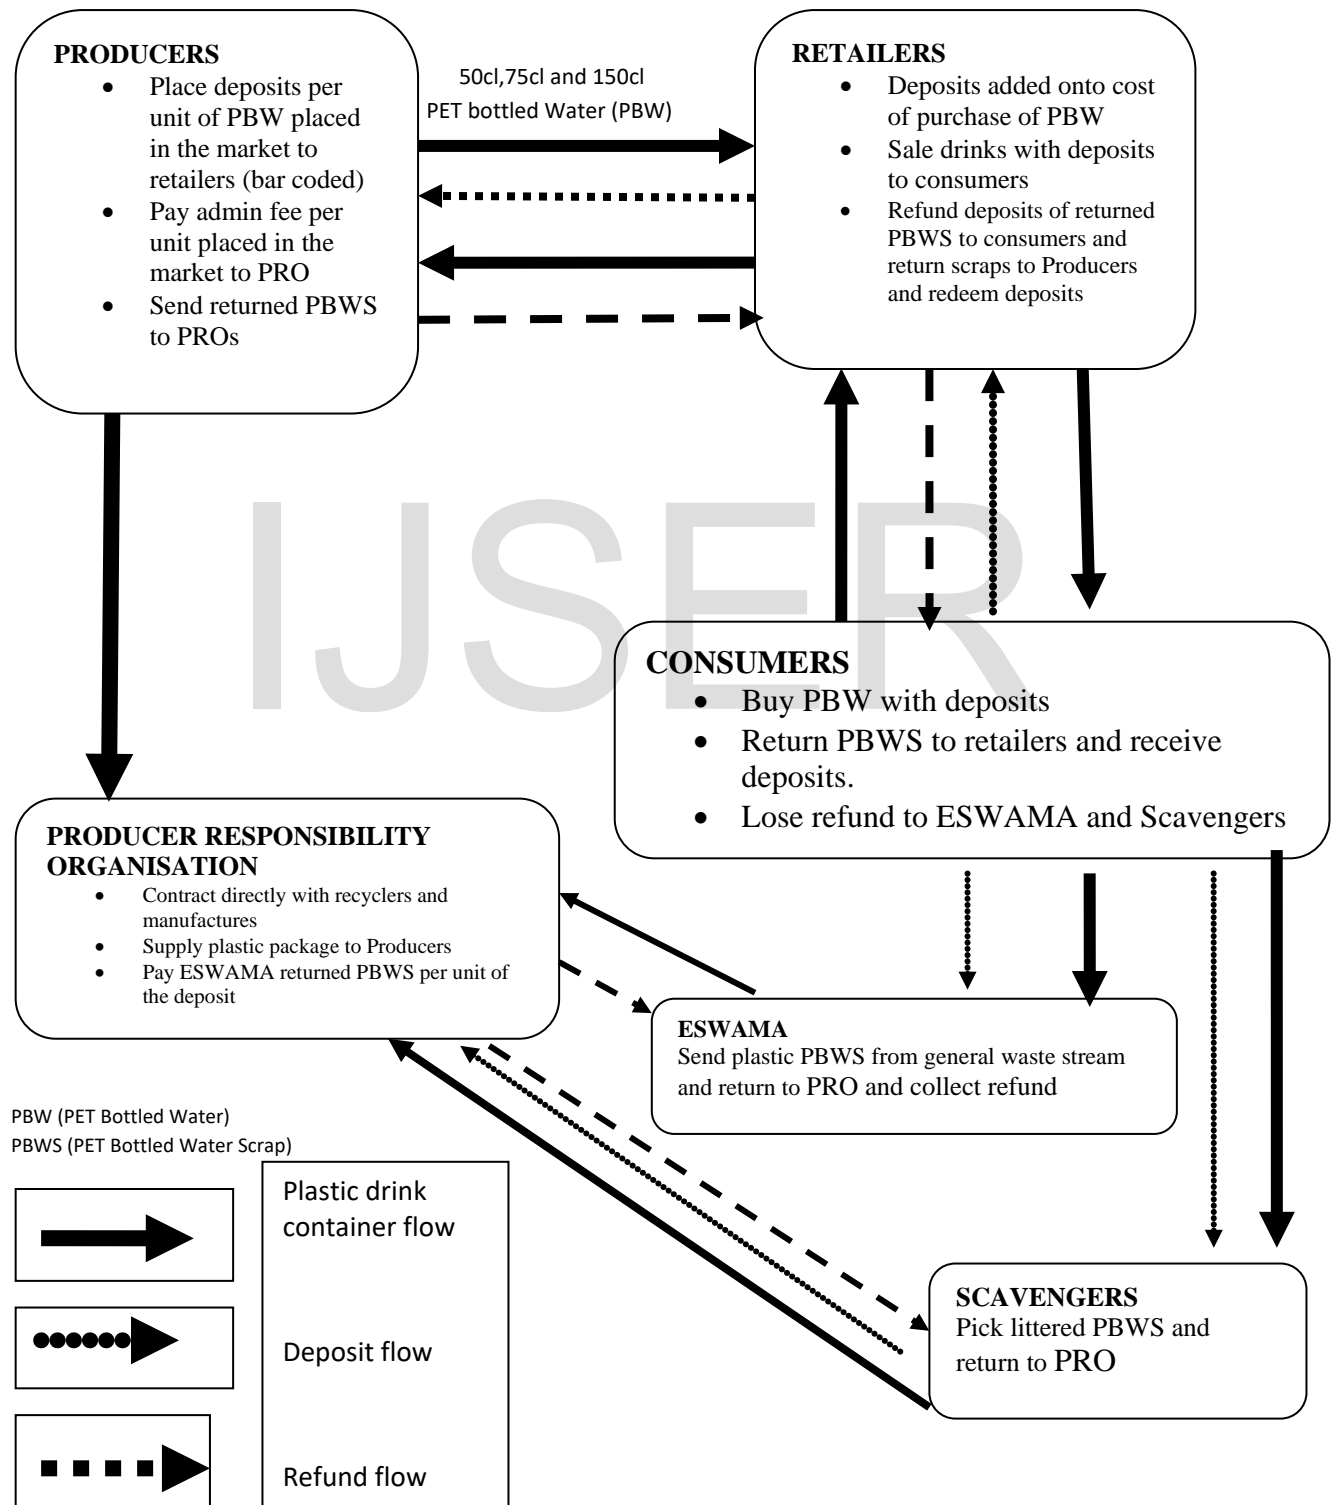 PRODUCERS
• Place deposits per
unit of PBW placed
in the market to
retailers (bar coded)
• Pay admin fee per
unit placed in the
market to PRO
• Send returned PBWS
to PROs
50cl,75cl and 150cl
PET bottled Water (PBW)
RETAILERS
• Deposits added onto cost
of purchase of PBW
• Sale drinks with deposits
to consumers
• Refund deposits of returned
PBWS to consumers and
return scraps to Producers
and redeem deposits
IJSER
CONSUMERS
• Buy PBW with deposits
• Return PBWS to retailers and receive
deposits.
• Lose refund to ESWAMA and Scavengers
PRODUCER RESPONSIBILITY
ORGANISATION
• Contract directly with recyclers and
manufactures
• Supply plastic package to Producers
• Pay ESWAMA returned PBWS per unit of
the deposit
ESWAMA
Send plastic PBWS from general waste stream
and return to PRO and collect refund
SCAVENGERS
Pick littered PBWS and
return to PRO
PBW (PET Bottled Water)
PBWS (PET Bottled Water Scrap)
Plastic drink
container flow
Deposit flow
Refund flow